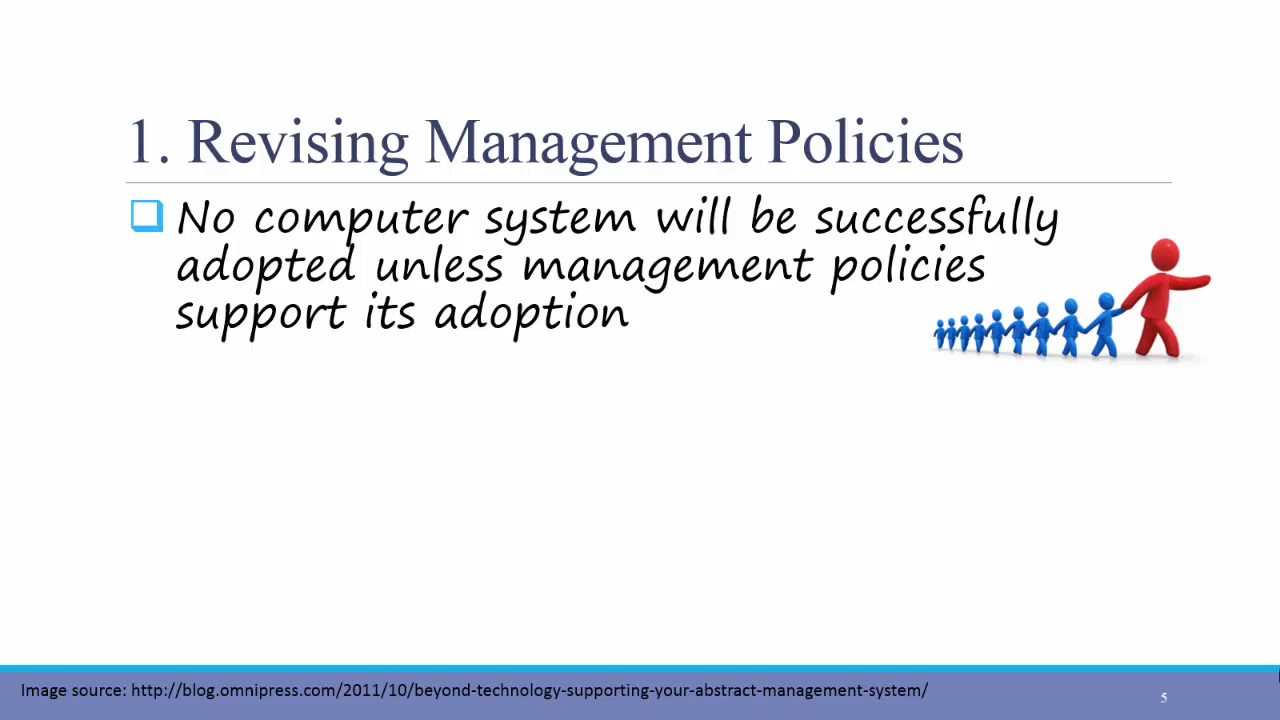 1. Revising Management Policies
No computer system will be successfully
adopted unless management policies
support its adoption
Image source: http://blog.omnipress.com/2011/10/beyond-technology-supporting-your-abstract-management-system/
5